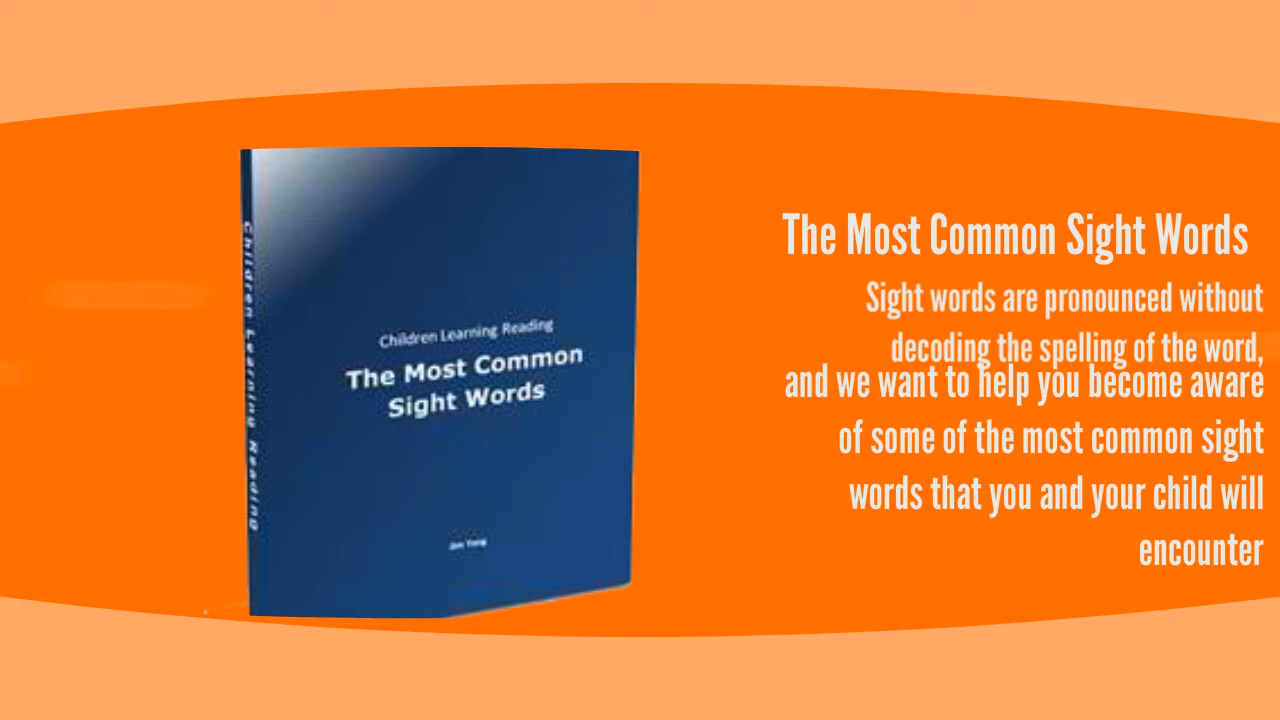 Children Learning Reading
Children Learning Reading
The Most Common
Sight Words
Jim Yang
The Most Common Sight Words
Sight words are pronounced without
decoding the spelling of the word,
and we want to help you become aware
of some of the most common sight
words that you and your child will
encounter